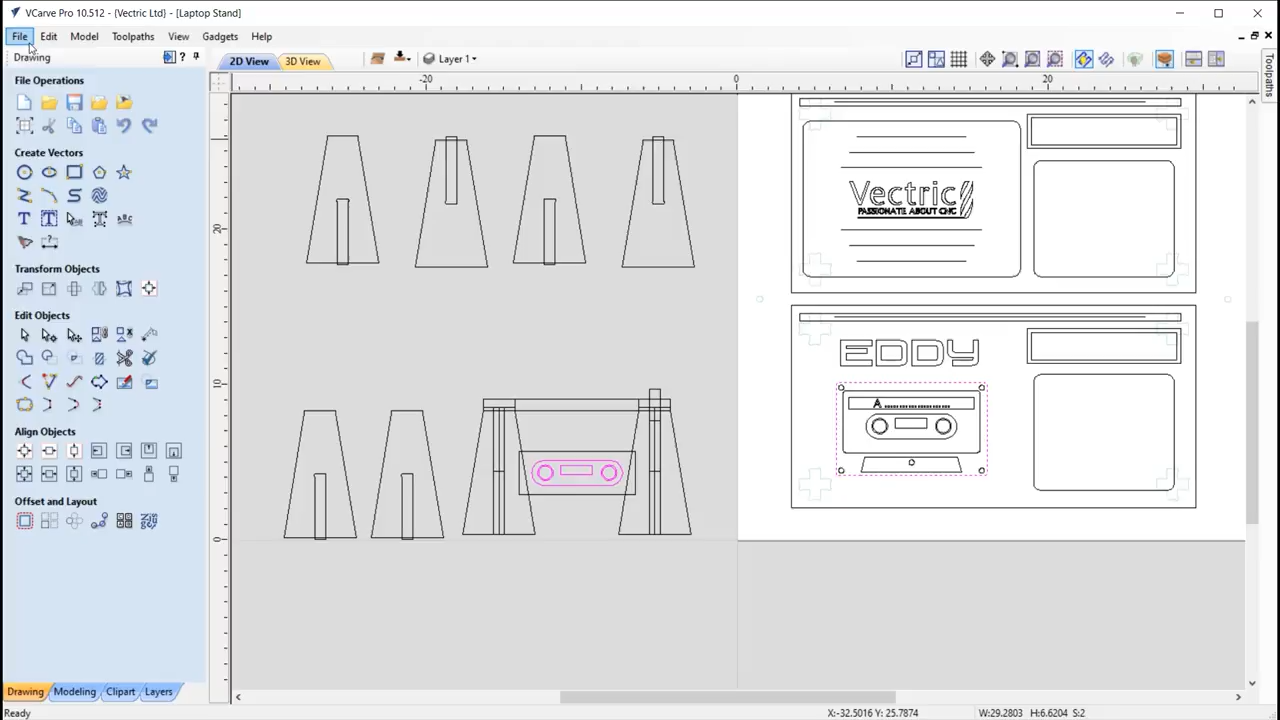 VCarve Pro 10.512 - {Vectric Ltd} - [Laptop Stand]
File Edit Model Toolpaths View Gadgets Help
Drawing
2D View 3D View Layer 1
Toolpaths
File Operations
Create Vectors
Transform Objects
Edit Objects
Align Objects
Offset and Layout
-20 0 20
20
10
0
Vectric
PASSIONATE ABOUT CNC
EDDY
A
Drawing Modeling Clipart Layers
Ready X:-32.5016 Y: 25.7874 W:29.2803 H:6.6204 S:2